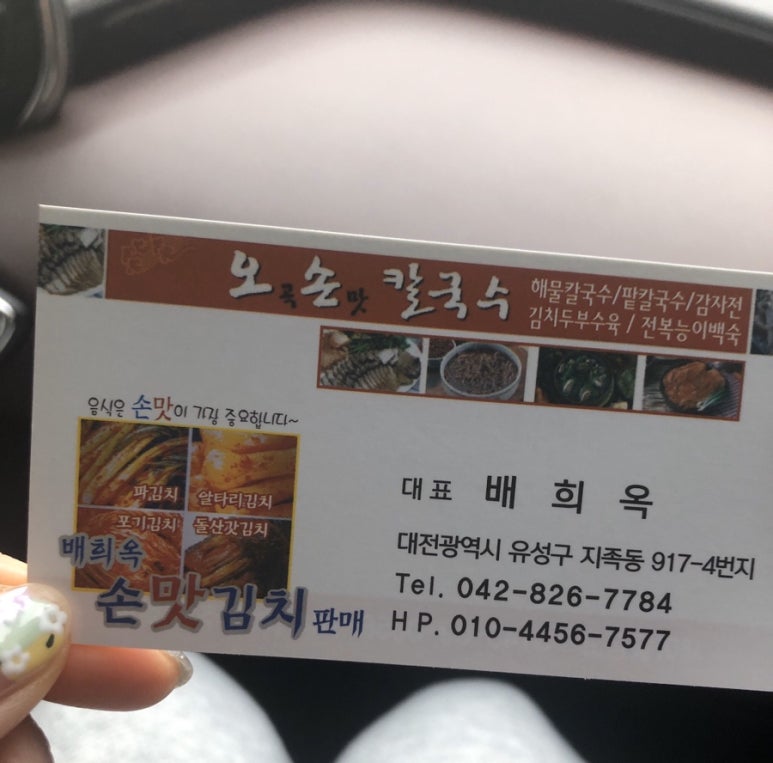 오곡손맛 칼국수
해물칼국수/팥칼국수/감자전
김치두부수육 / 전복능이백숙
음식은 손맛이 가장 중요합니다~
파김치 알타리김치
포기김치 돌산갓김치
배희옥
손맛김치 판매
대표 배희옥
대전광역시 유성구 지족동 917-4번지
Tel. 042-826-7784
H P. 010-4456-7577